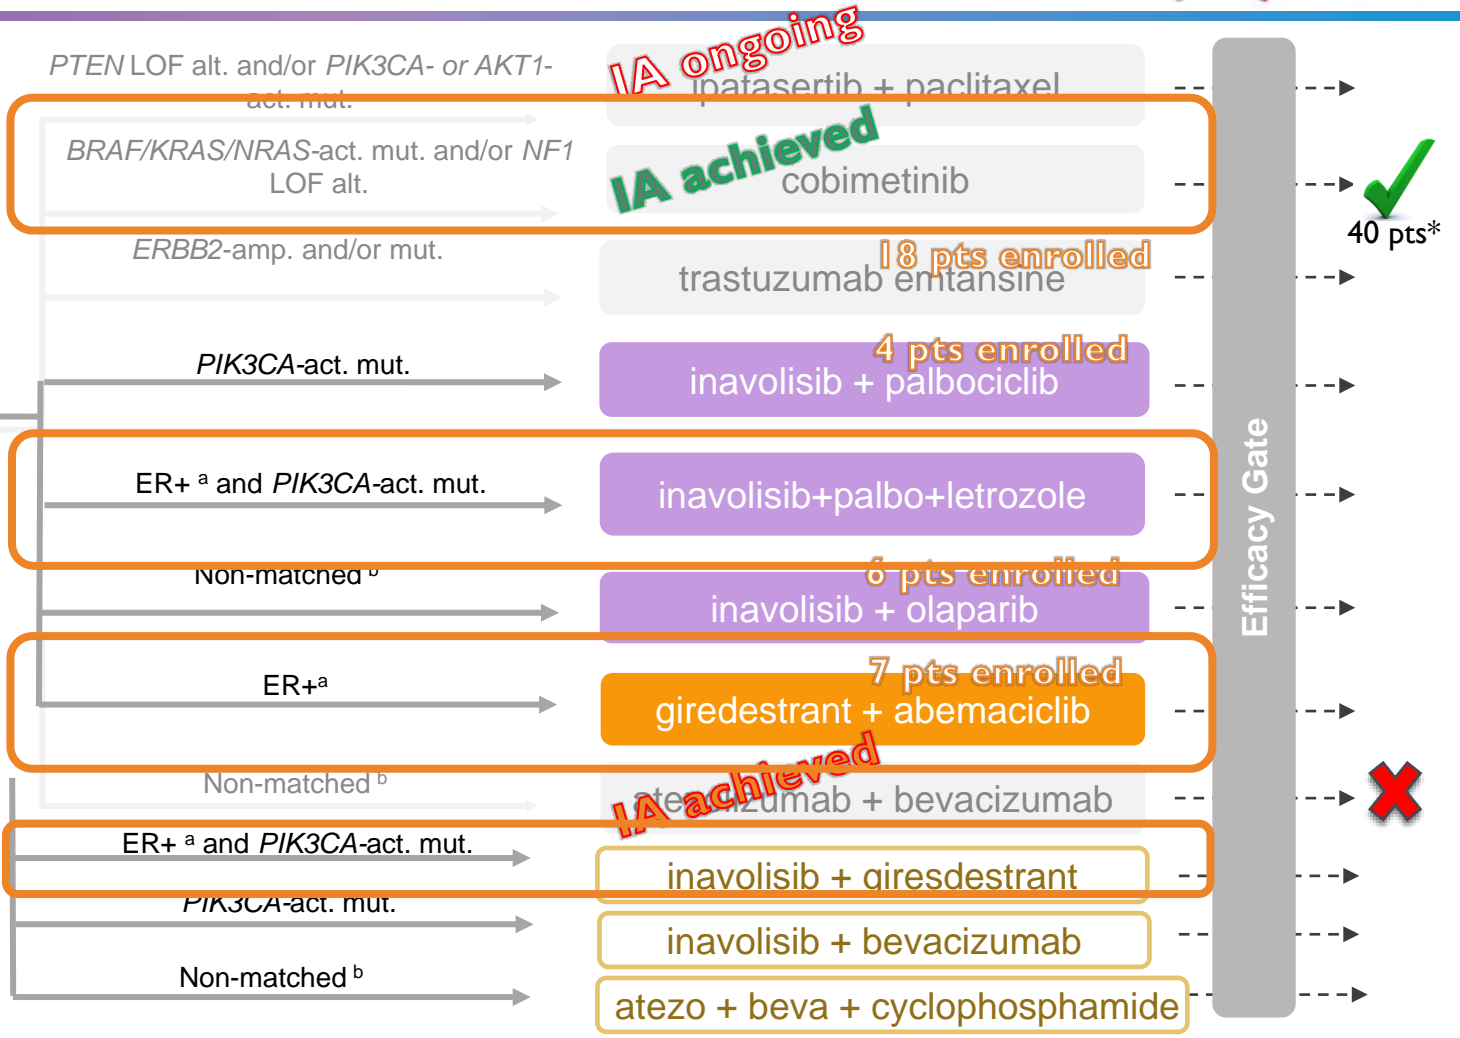 IA ongoing
PTEN LOF alt. and/or PIK3CA- or AKT1-
act. mut.
ipatasertib + paclitaxel
IA achieved
BRAF/KRAS/NRAS-act. mut. and/or NF1
LOF alt.
cobimetinib
40 pts*
ERBB2-amp. and/or mut.
18 pts enrolled
trastuzumab emtansine
4 pts enrolled
PIK3CA-act. mut.
inavolisib + palbociclib
ER+ a and PIK3CA-act. mut.
inavolisib+palbo+letrozole
Efficacy Gate
Non-matched b
6 pts enrolled
inavolisib + olaparib
ER+a
7 pts enrolled
giredestrant + abemaciclib
IA achieved
Non-matched b
atezolizumab + bevacizumab
ER+ a and PIK3CA-act. mut.
inavolisib + giresdestrant
PIK3CA-act. mut.
inavolisib + bevacizumab
Non-matched b
atezo + beva + cyclophosphamide